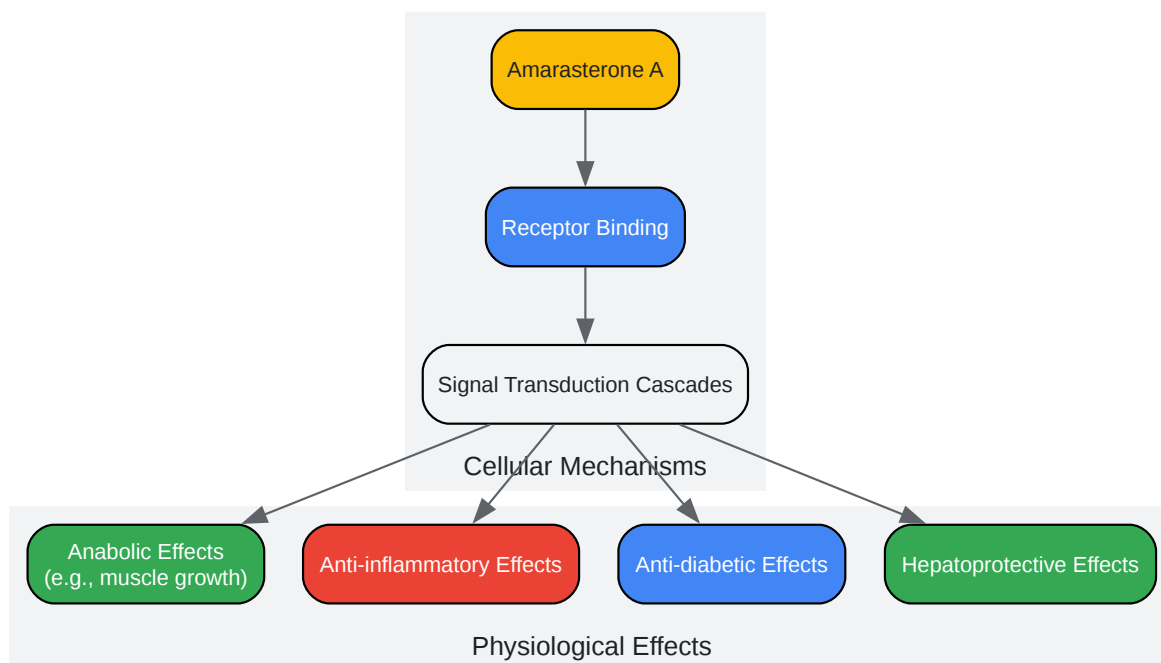 Amarasterone A
Receptor Binding
Signal Transduction Cascades
Cellular Mechanisms
Anabolic Effects
(e.g., muscle growth)
Anti-inflammatory Effects
Anti-diabetic Effects
Hepatoprotective Effects
Physiological Effects